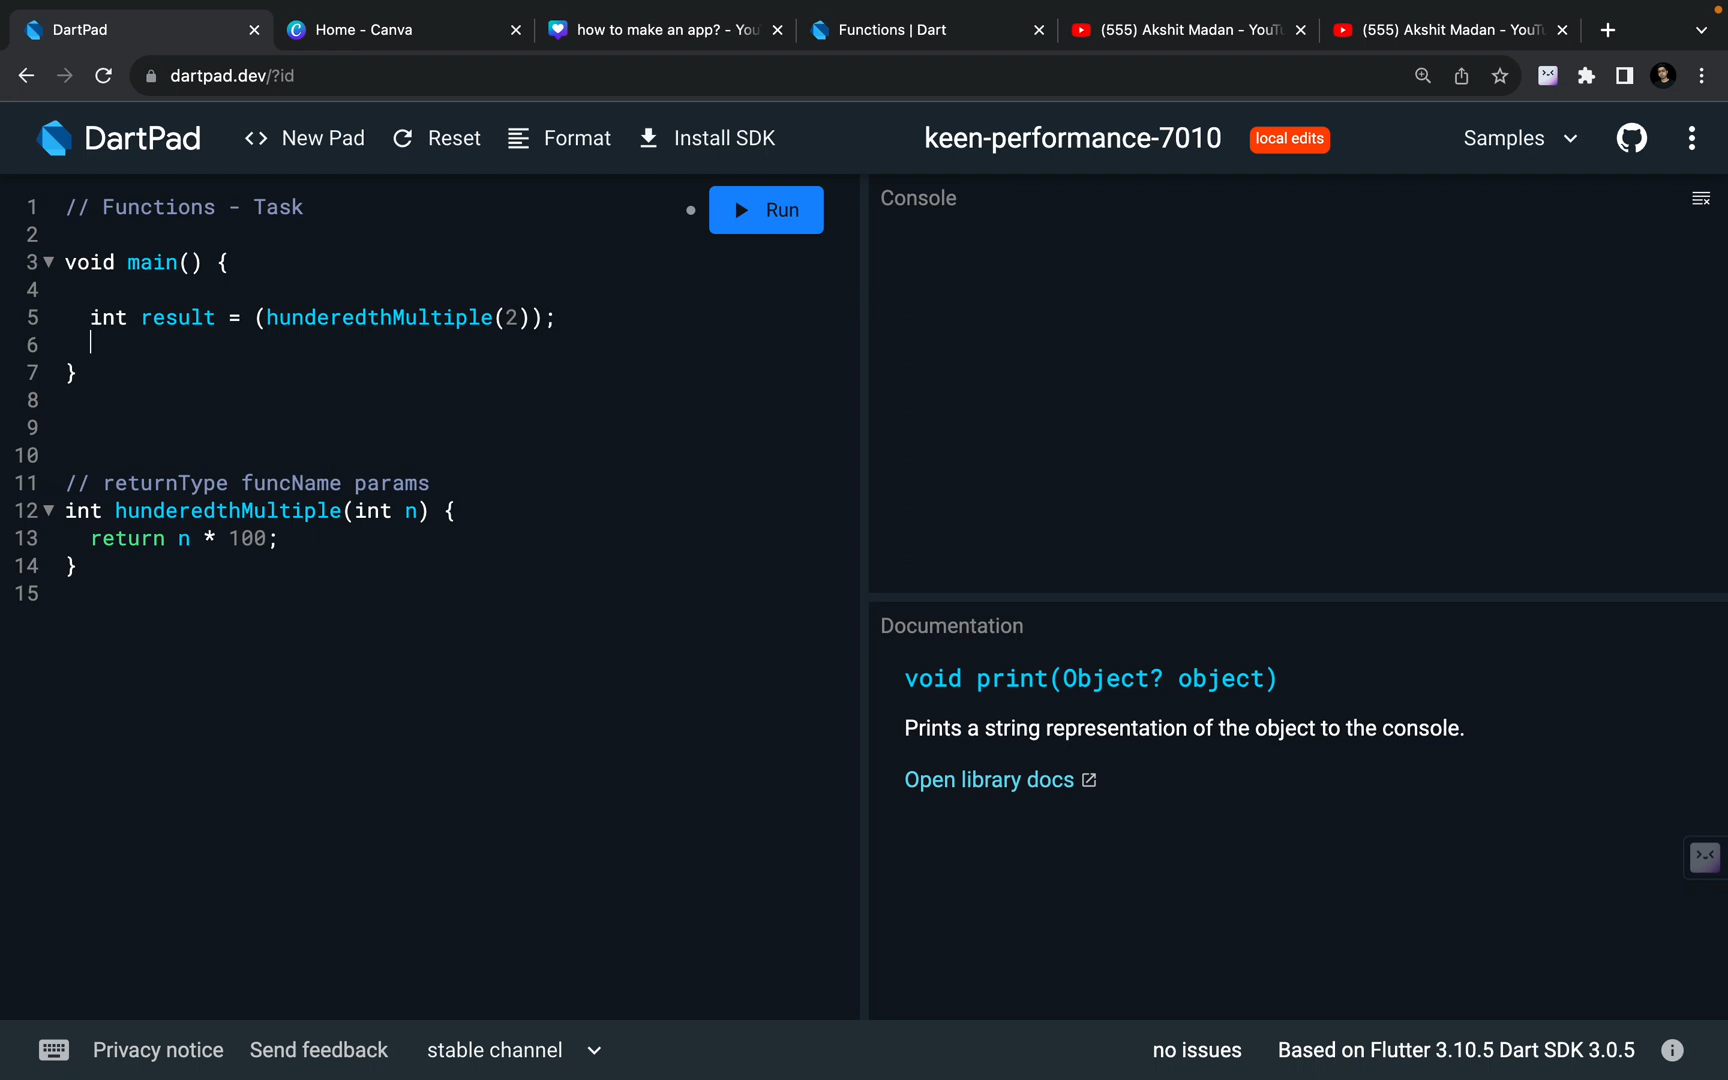 DartPad
Home - Canva
how to make an app? - You
Functions | Dart
(555) Akshit Madan - YouTu
(555) Akshit Madan - YouTu
dartpad.dev/?id
DartPad
<> New Pad
Reset
Format
Install SDK
keen-performance-7010
local edits
Samples
1 // Functions - Task
2
3 void main() {
4
5 int result = (hunderedthMultiple(2));
6
7 }
8
9
10
11 // returnType funcName params
12 int hunderedthMultiple(int n) {
13 return n * 100;
14 }
15
Run
Console
Documentation
void print(Object? object)
Prints a string representation of the object to the console.
Open library docs
Privacy notice
Send feedback
stable channel
no issues
Based on Flutter 3.10.5 Dart SDK 3.0.5